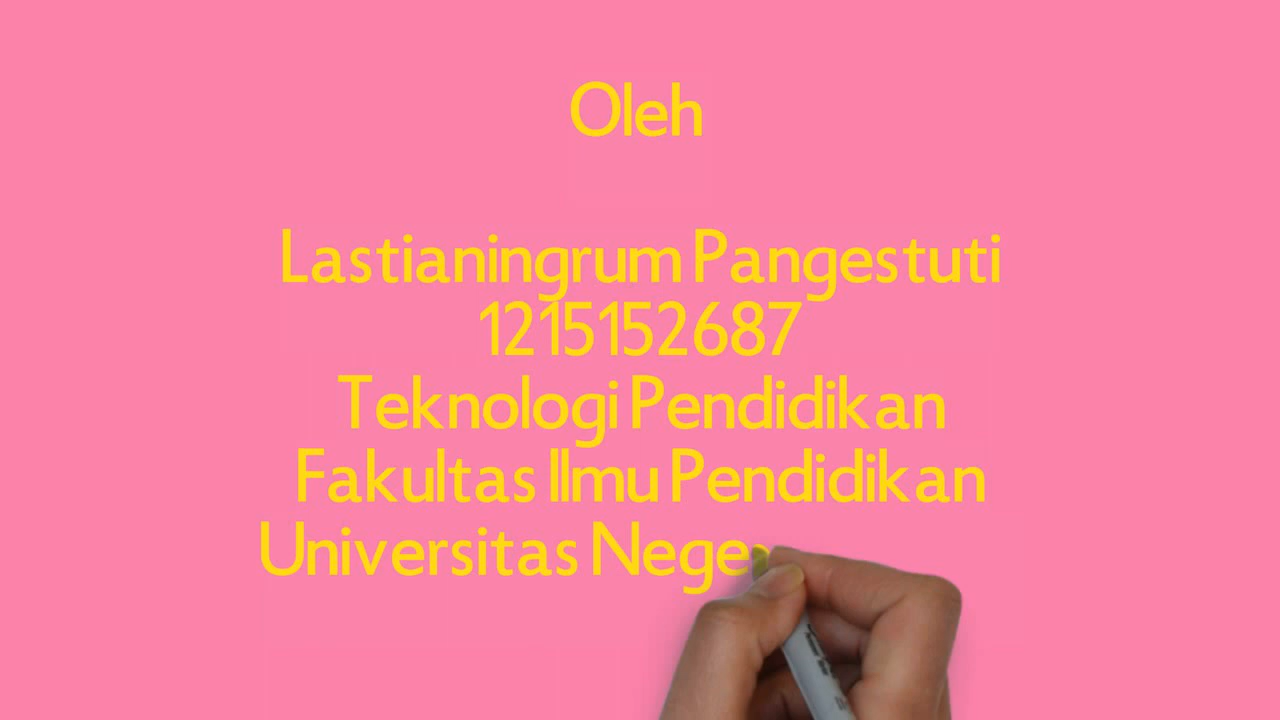 Oleh
Lastianingrum Pangestuti
1215152687
Teknologi Pendidikan
Fakultas Ilmu Pendidikan
Universitas